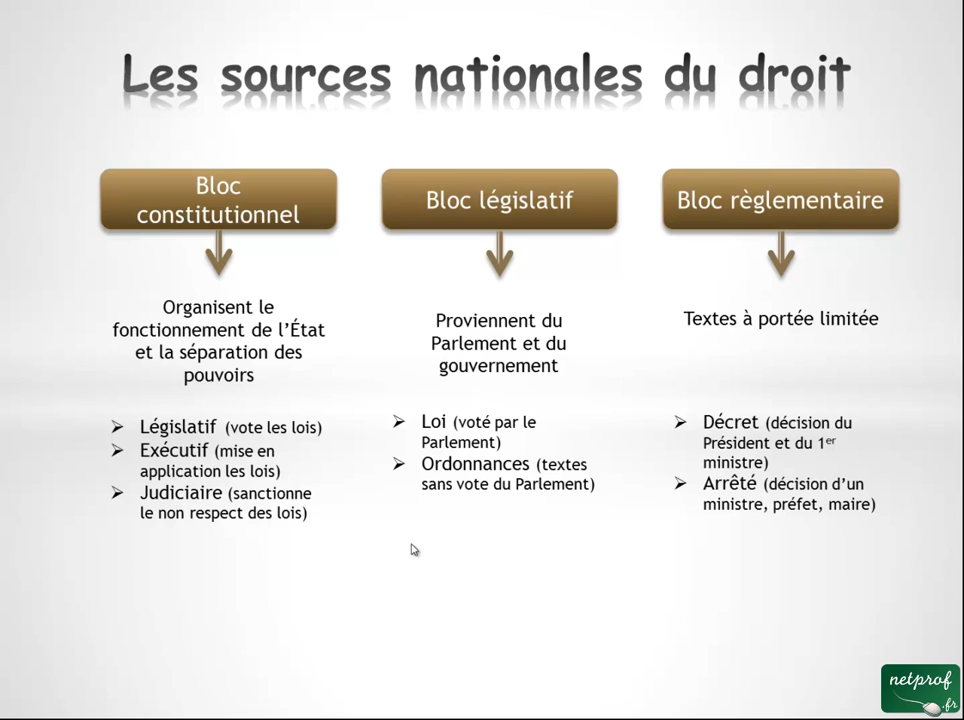 Les sources nationales du droit
Bloc
constitutionnel
Organisent le
fonctionnement de l'État
et la séparation des
pouvoirs
➢ Législatif (vote les lois)
➢ Exécutif (mise en
application les lois)
➢ Judiciaire (sanctionne
le non respect des lois)
Bloc législatif
Proviennent du
Parlement et du
gouvernement
➢ Loi (voté par le
Parlement)
➢ Ordonnances (textes
sans vote du Parlement)
Bloc règlementaire
Textes à portée limitée
➢ Décret (décision du
Président et du 1er
ministre)
➢ Arrêté (décision d'un
ministre, préfet, maire)
netprof
.fr